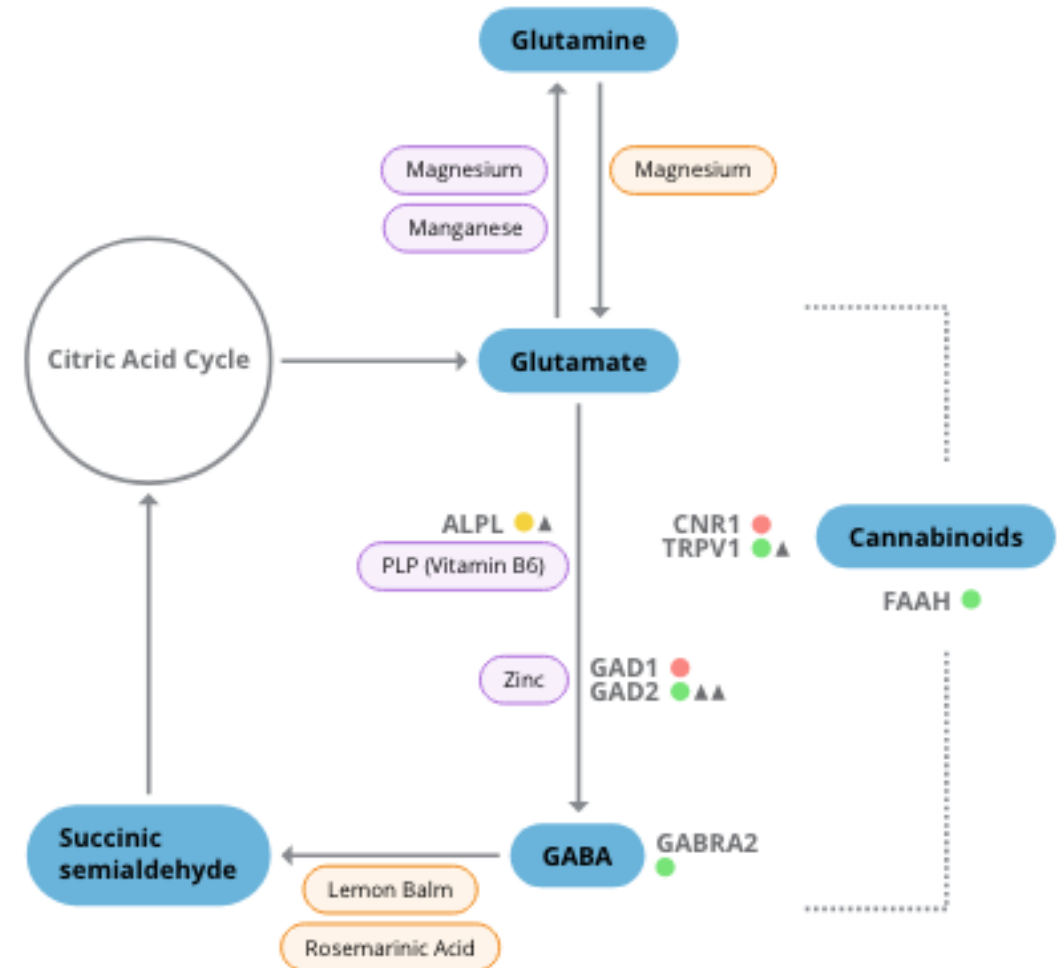 Glutamine
Magnesium
Magnesium
Manganese
Citric Acid Cycle
Glutamate
ALPL
CNR1
TRPV1
Cannabinoids
PLP (Vitamin B6)
FAAH
Zinc
GAD1
GAD2
Succinic
semialdehyde
GABA
GABRA2
Lemon Balm
Rosemarinic Acid